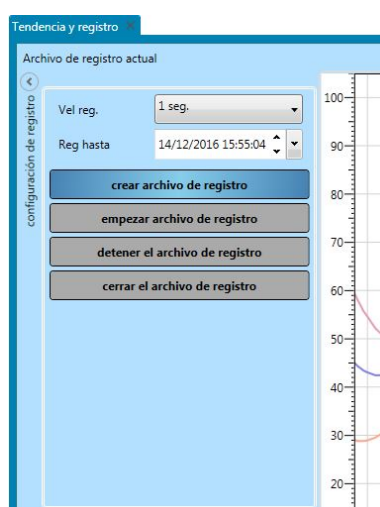 Tendencia y registro
Archivo de registro actual
configuración de registro
Vel reg.
1 seg.
Reg hasta
14/12/2016 15:55:04
crear archivo de registro
empezar archivo de registro
detener el archivo de registro
cerrar el archivo de registro
100
90
80
70
60
50
40
30
20